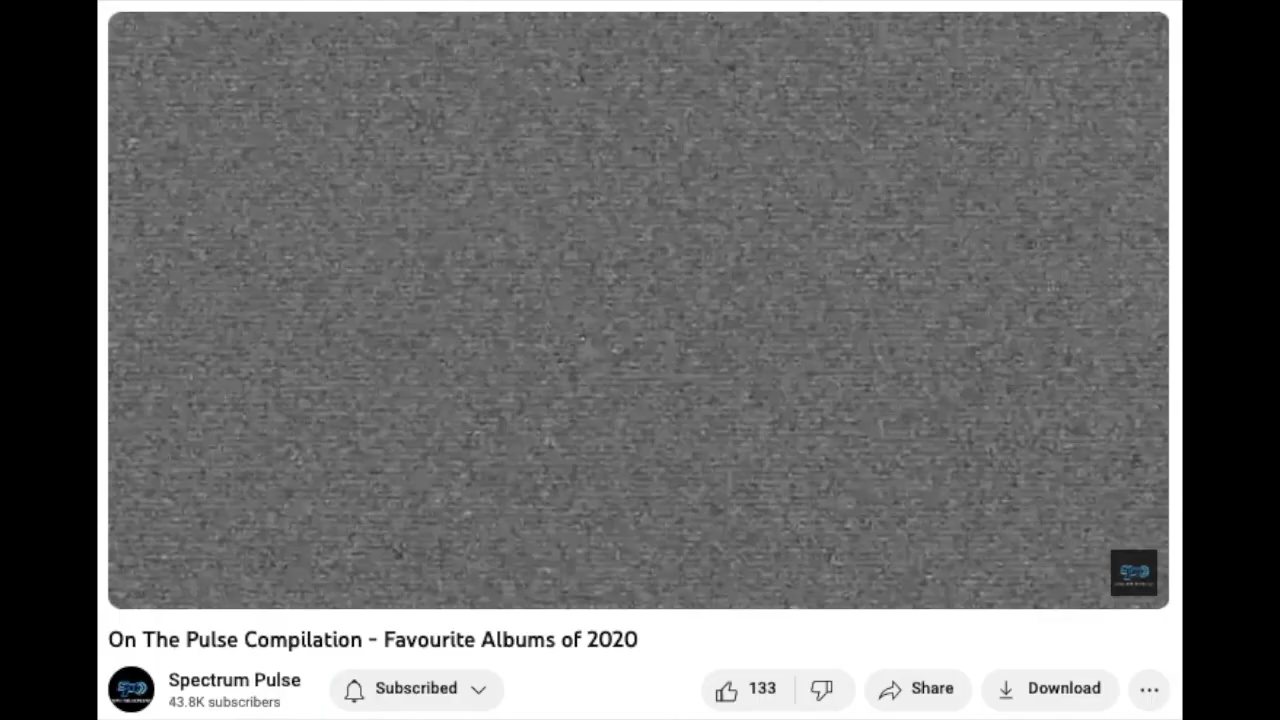 On The Pulse Compilation - Favourite Albums of 2020
Spectrum Pulse
43.8K subscribers
Subscribed
133
Share
Download